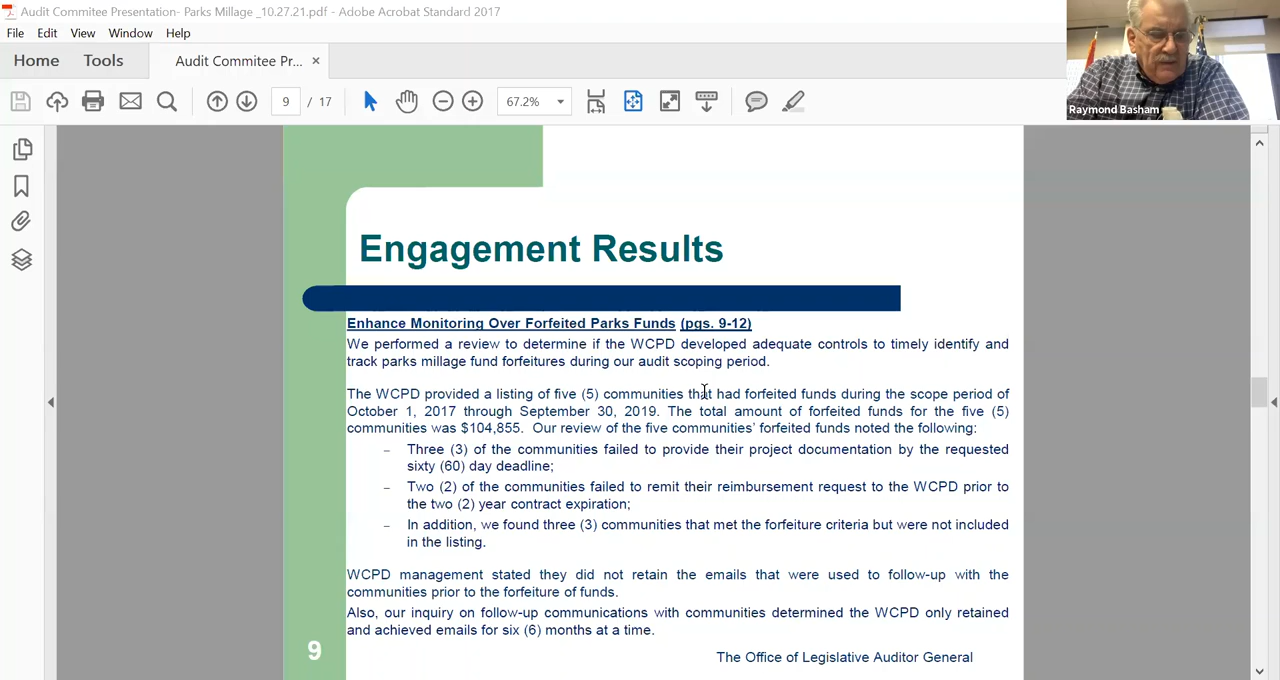 Audit Commitee Presentation- Parks Millage _10.27.21.pdf - Adobe Acrobat Standard 2017
File Edit View Window Help
Home Tools Audit Commitee Pr... ×
9 / 17 67.2%
Raymond Basham
Engagement Results
Enhance Monitoring Over Forfeited Parks Funds (pgs. 9-12)
We performed a review to determine if the WCPD developed adequate controls to timely identify and
track parks millage fund forfeitures during our audit scoping period.
The WCPD provided a listing of five (5) communities that had forfeited funds during the scope period of
October 1, 2017 through September 30, 2019. The total amount of forfeited funds for the five (5)
communities was $104,855. Our review of the five communities' forfeited funds noted the following:
– Three (3) of the communities failed to provide their project documentation by the requested
sixty (60) day deadline;
– Two (2) of the communities failed to remit their reimbursement request to the WCPD prior to
the two (2) year contract expiration;
– In addition, we found three (3) communities that met the forfeiture criteria but were not included
in the listing.
WCPD management stated they did not retain the emails that were used to follow-up with the
communities prior to the forfeiture of funds.
Also, our inquiry on follow-up communications with communities determined the WCPD only retained
and achieved emails for six (6) months at a time.
9
The Office of Legislative Auditor General